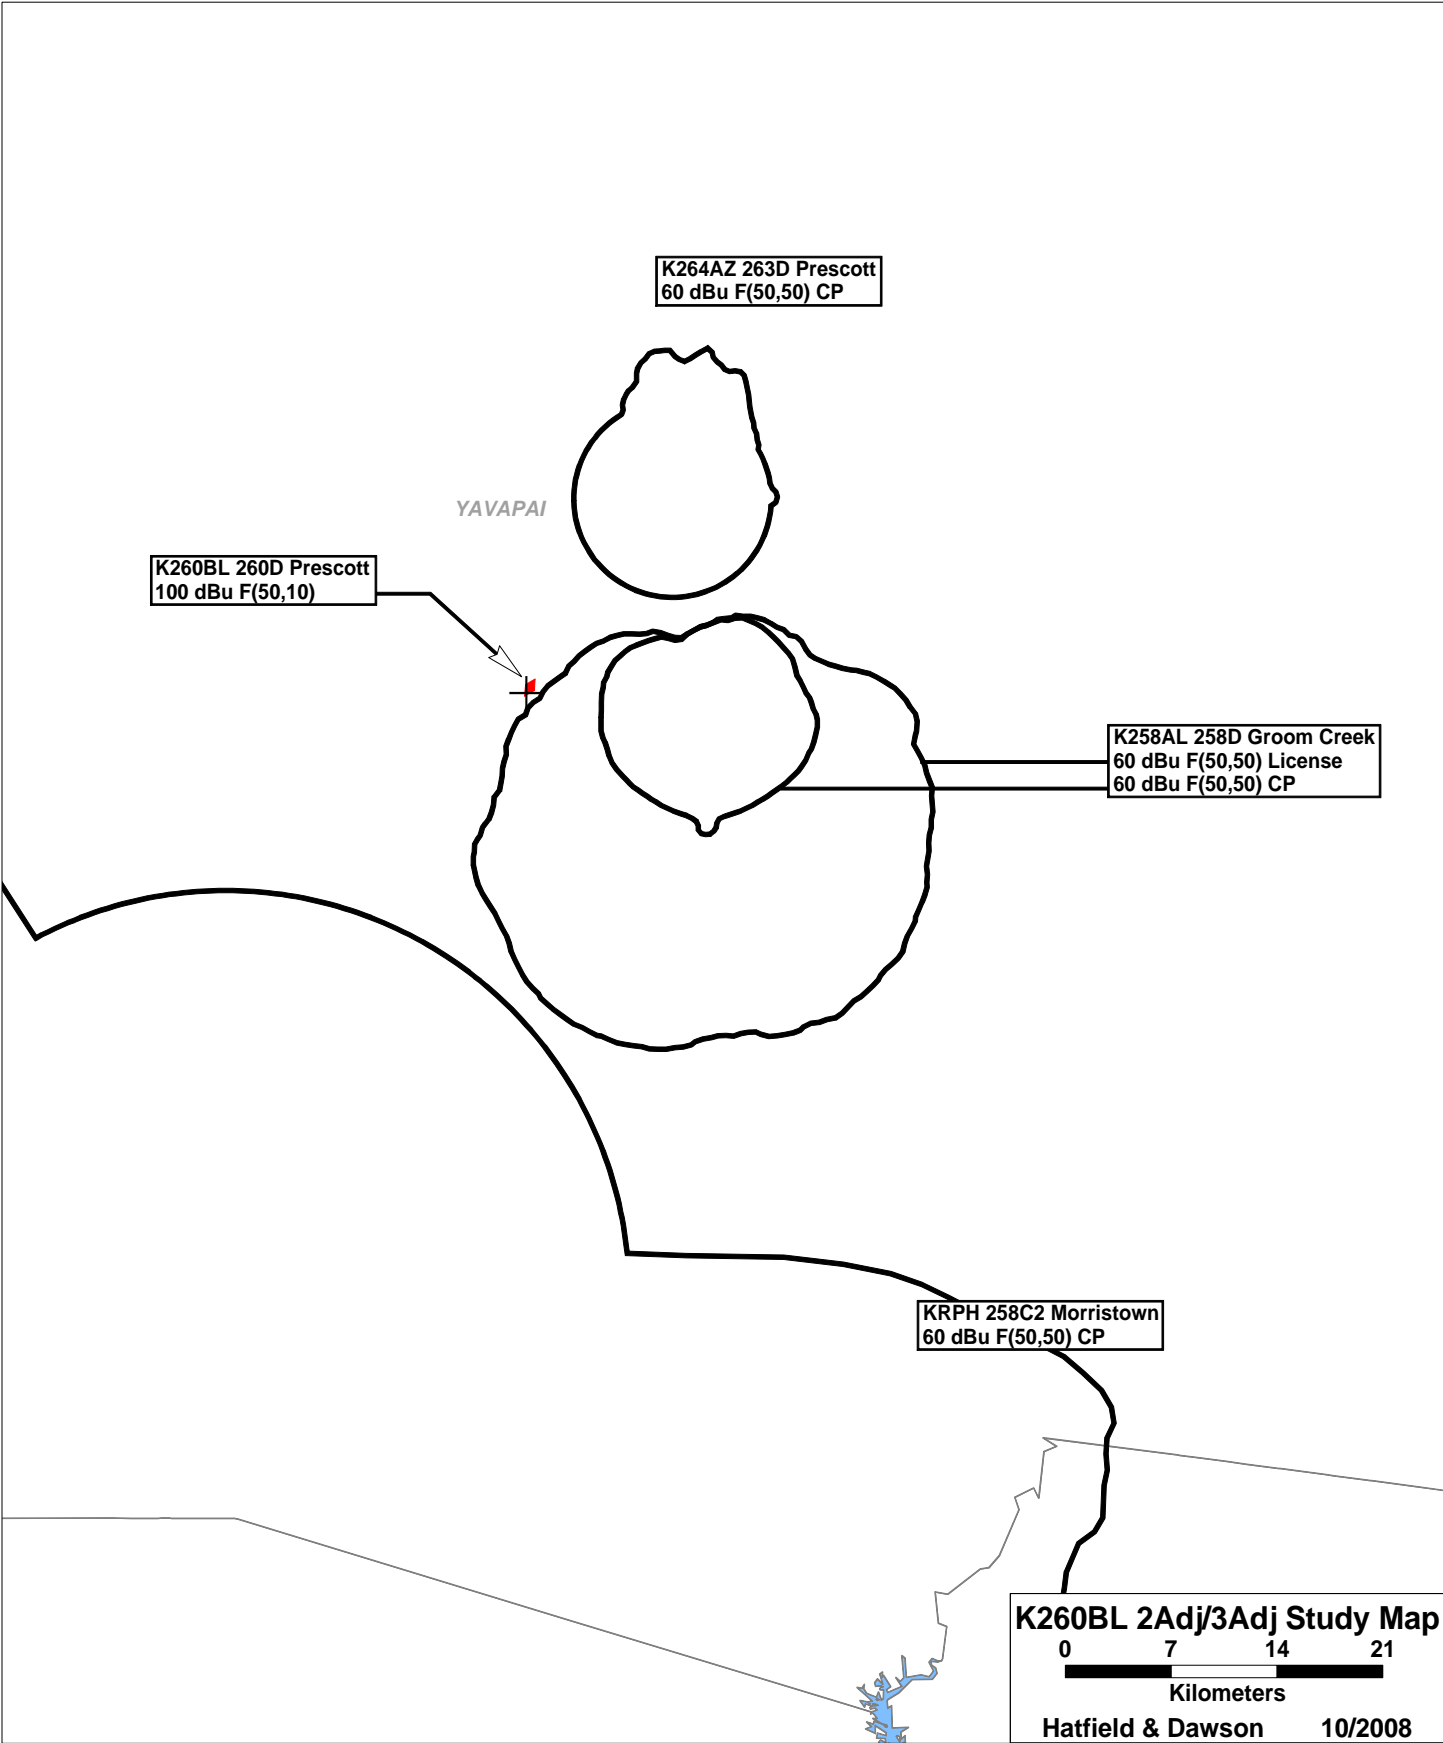 K264AZ 263D Prescott
60 dBu F(50,50) CP
YAVAPAI
K260BL 260D Prescott
100 dBu F(50,10)
K258AL 258D Groom Creek
60 dBu F(50,50) License
60 dBu F(50,50) CP
KRPH 258C2 Morristown
60 dBu F(50,50) CP
K260BL 2Adj/3Adj Study Map
0 7 14 21
Kilometers
Hatfield & Dawson 10/2008